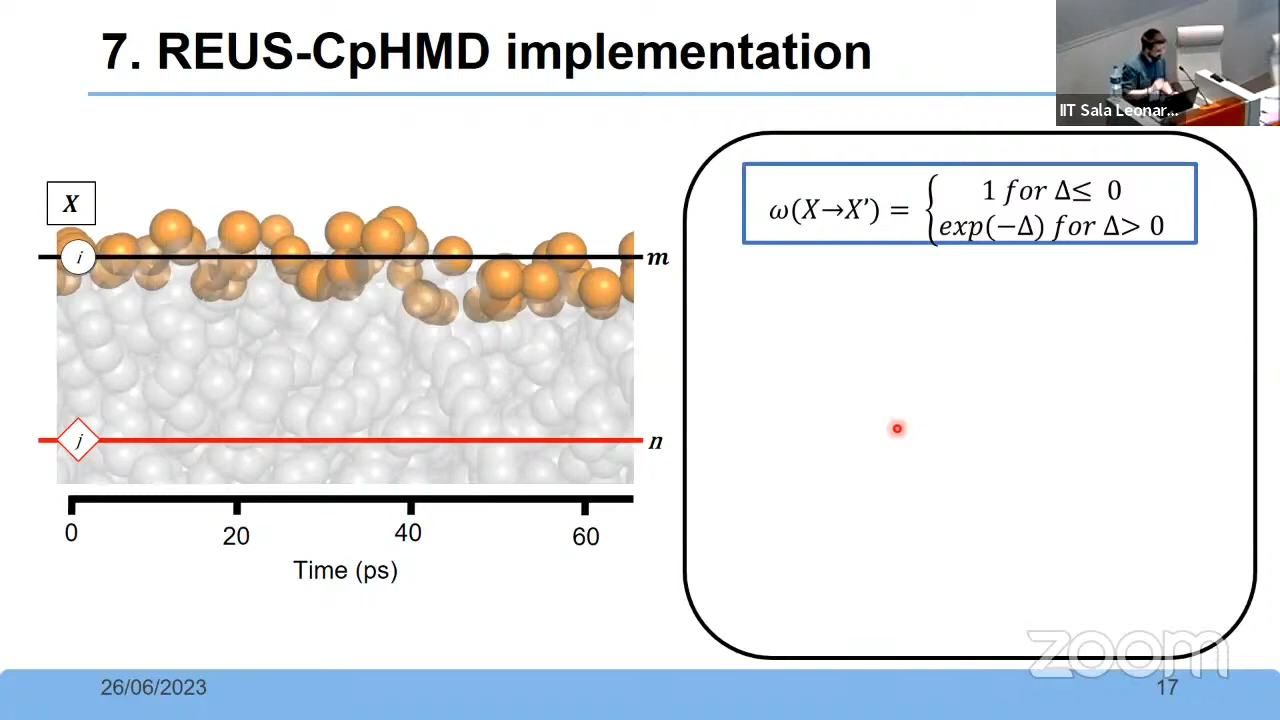 7. REUS-CpHMD implementation
IIT Sala Leonar...
X
i
m
j
n
0
20
40
60
Time (ps)
ω(X→X’) = { 1 for Δ≤ 0
exp(−Δ) for Δ> 0
zoom
26/06/2023
17